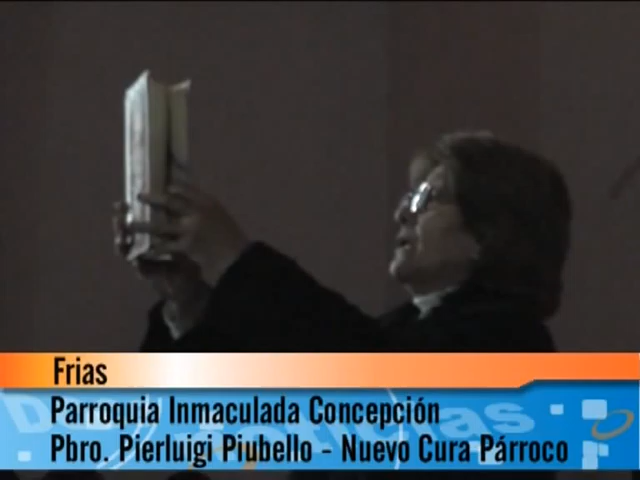 Frias
Parroquia Inmaculada Concepción
Pbro. Pierluigi Piubello - Nuevo Cura Párroco